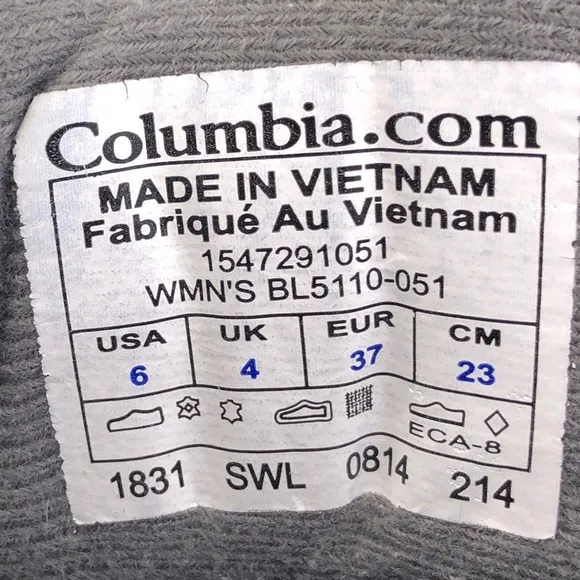 Columbia.com
MADE IN VIETNAM
Fabriqué Au Vietnam
1547291051
WMN'S BL5110-051
USA UK EUR CM
6 4 37 23
ECA-8
1831 SWL 0814 214